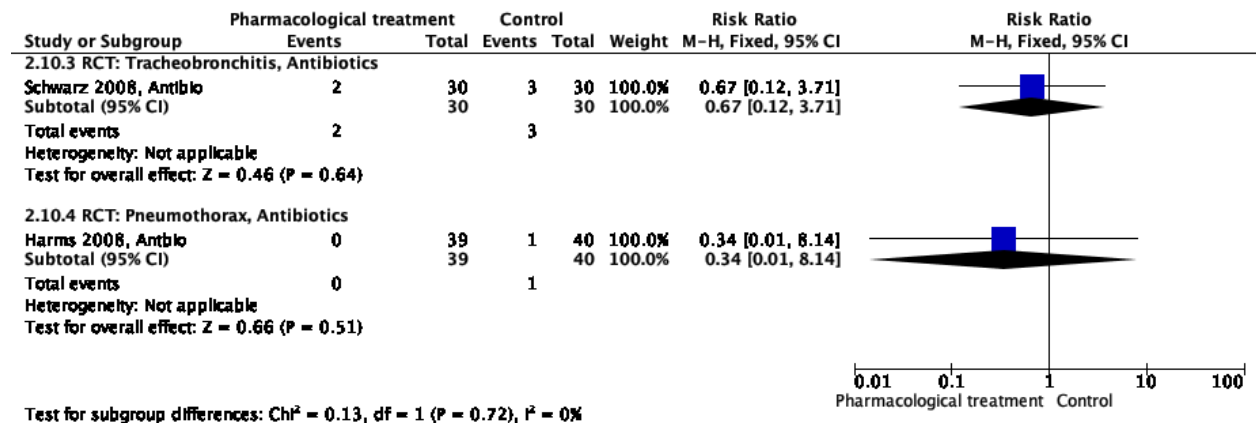 Pharmacological treatment Control Risk Ratio Risk Ratio
Study or Subgroup Events Total Events Total Weight M-H, Fixed, 95% CI M-H, Fixed, 95% CI
2.10.3 RCT: Tracheobronchitis, Antibiotics
Schwarz 2008, Antibio 2 30 3 30 100.0% 0.67 [0.12, 3.71]
Subtotal (95% CI) 30 30 100.0% 0.67 [0.12, 3.71]
Total events 2 3
Heterogeneity: Not applicable
Test for overall effect: Z = 0.46 (P = 0.64)
2.10.4 RCT: Pneumothorax, Antibiotics
Harms 2008, Antbio 0 39 1 40 100.0% 0.34 [0.01, 8.14]
Subtotal (95% CI) 39 40 100.0% 0.34 [0.01, 8.14]
Total events 0 1
Heterogeneity: Not applicable
Test for overall effect: Z = 0.66 (P = 0.51)
0.01 0.1 1 10 100
Pharmacological treatment Control
Test for subgroup differences: Chi² = 0.13, df = 1 (P = 0.72), I² = 0%